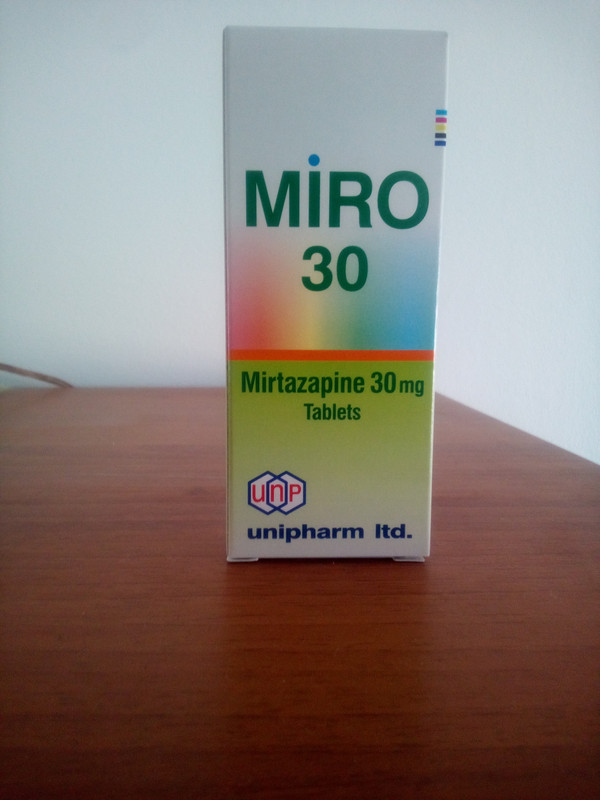 MiRO
30
Mirtazapine 30 mg
Tablets
unp
unipharm ltd.